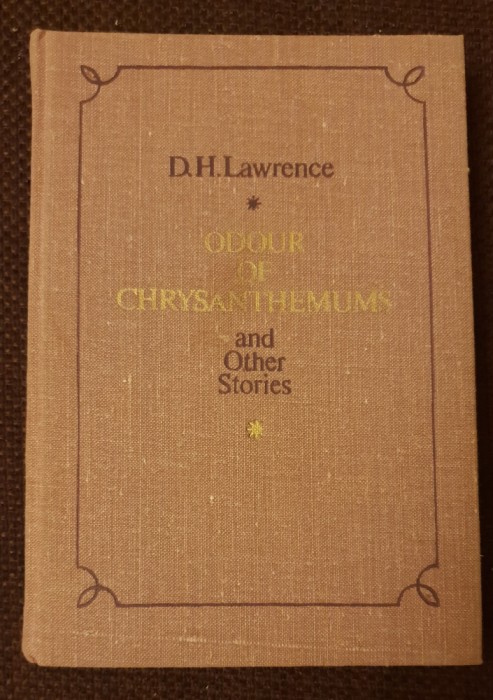 D.H.Lawrence
ODOUR
OF
CHRYSANTHEMUMS
and
Other
Stories